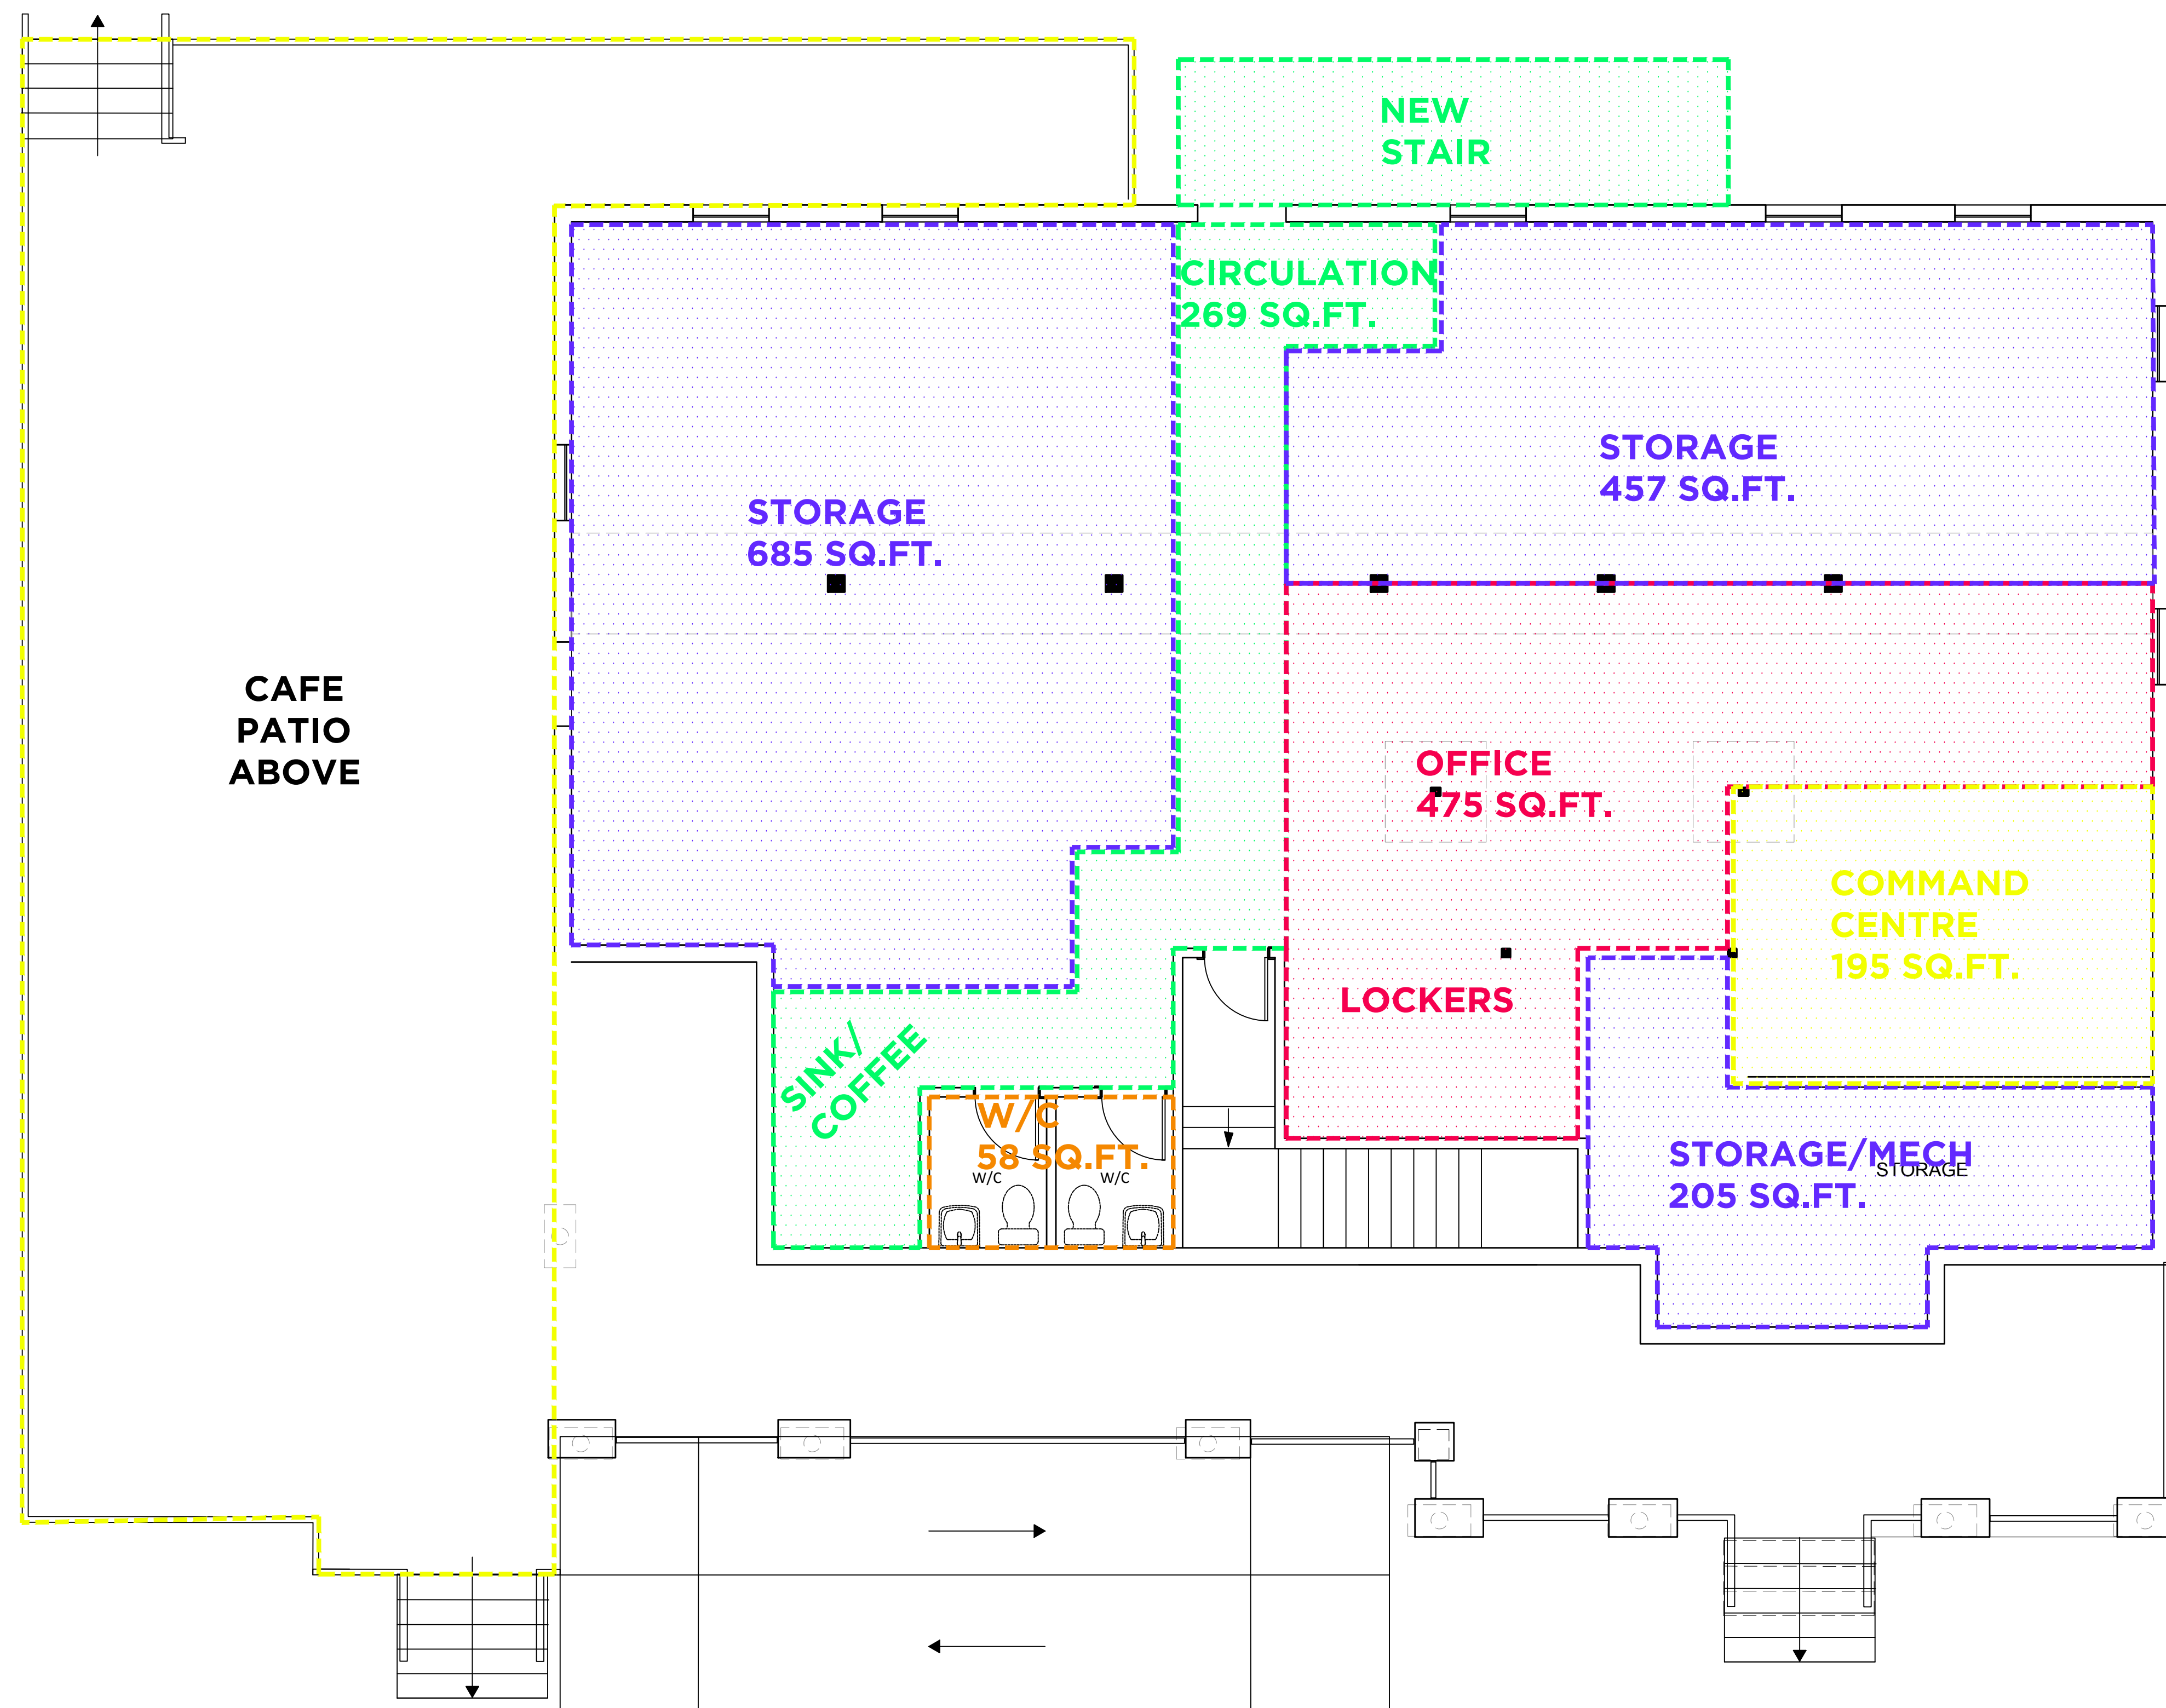 NEW
STAIR
CIRCULATION
269 SQ.FT.
STORAGE
457 SQ.FT.
STORAGE
685 SQ.FT.
CAFE
PATIO
ABOVE
OFFICE
475 SQ.FT.
COMMAND
CENTRE
195 SQ.FT.
LOCKERS
SINK/
COFFEE
W/C
58 SQ.FT.
W/C
W/C
STORAGE/MECH
205 SQ.FT.
STORAGE